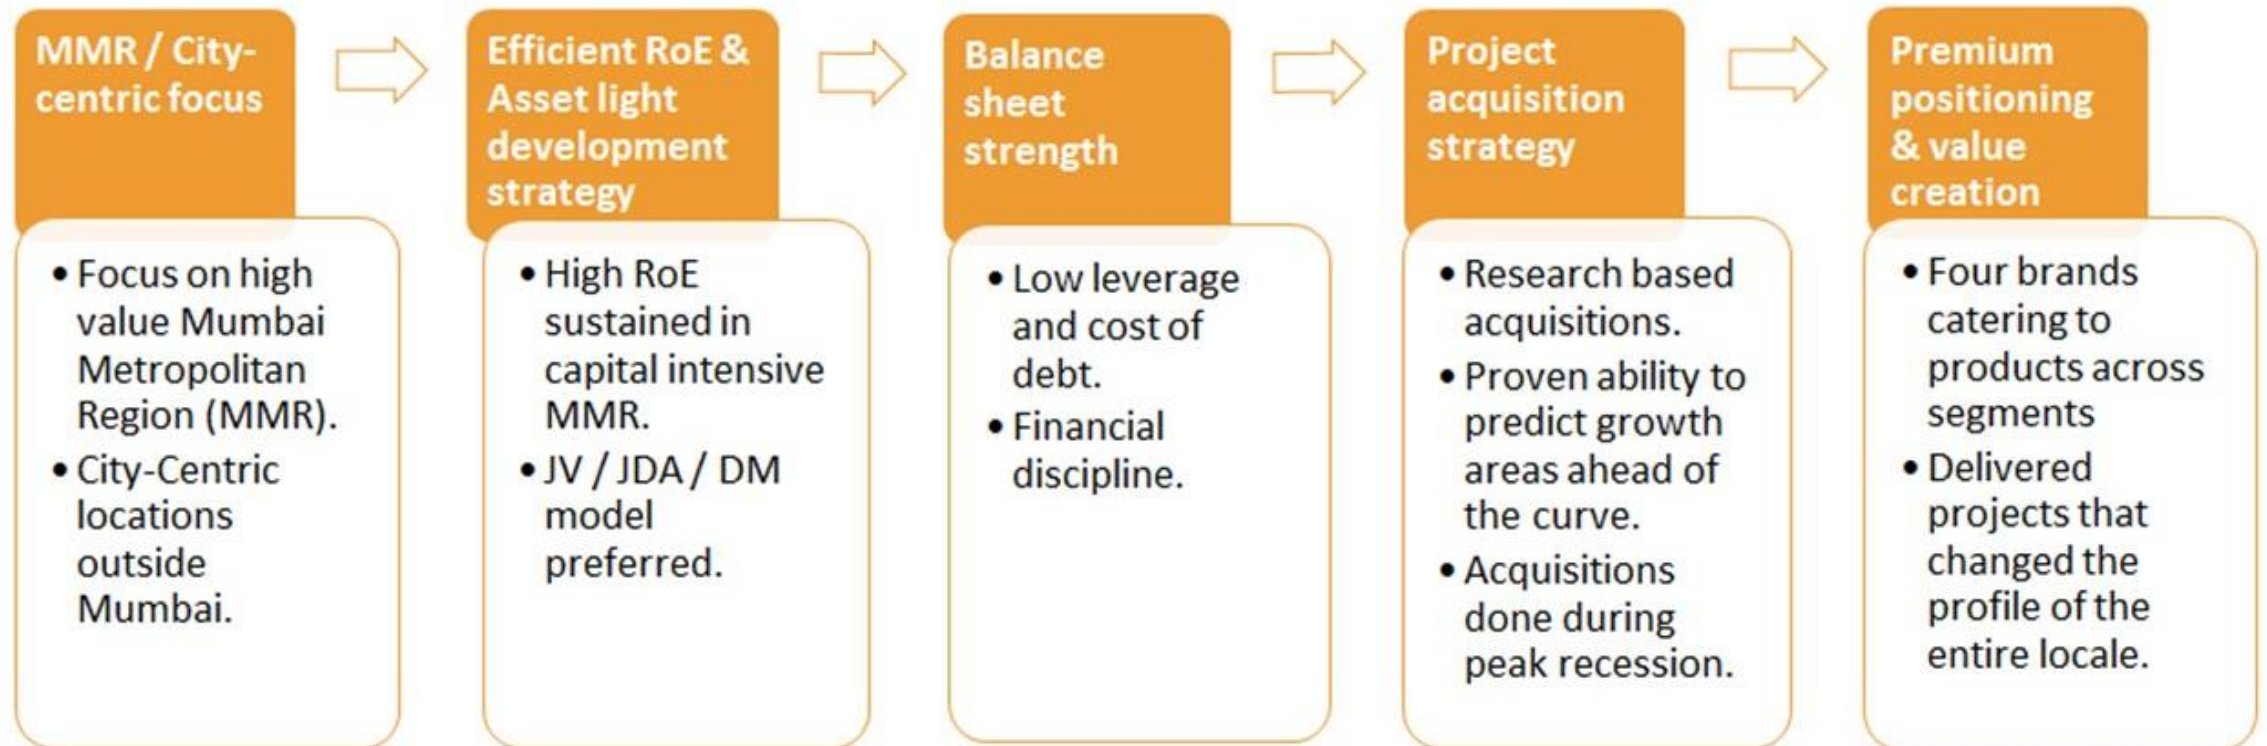 MMR / City-
centric focus
• Focus on high
value Mumbai
Metropolitan
Region (MMR).
• City-Centric
locations
outside
Mumbai.
Efficient RoE &
Asset light
development
strategy
• High RoE
sustained in
capital intensive
MMR.
• JV / JDA / DM
model
preferred.
Balance
sheet
strength
• Low leverage
and cost of
debt.
• Financial
discipline.
Project
acquisition
strategy
• Research based
acquisitions.
• Proven ability to
predict growth
areas ahead of
the curve.
• Acquisitions
done during
peak recession.
Premium
positioning
& value
creation
• Four brands
catering to
products across
segments
• Delivered
projects that
changed the
profile of the
entire locale.